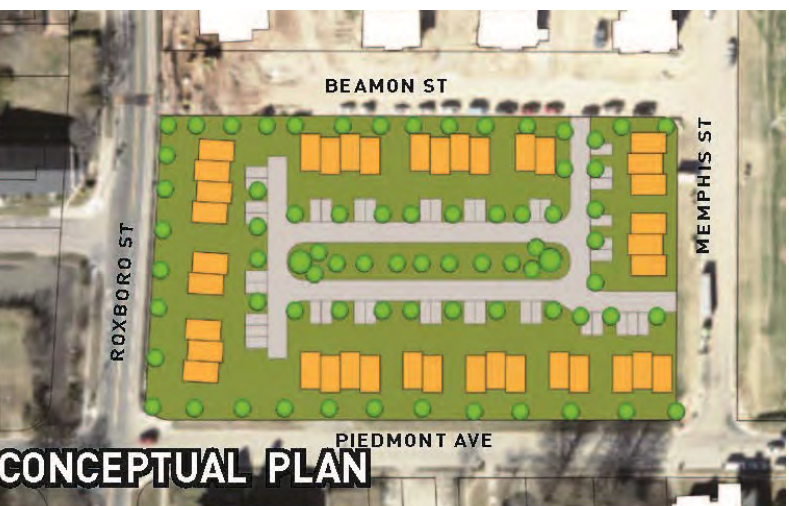 BEAMON ST
MEMPHIS ST
ROXBORO ST
PIEDMONT AVE
CONCEPTUAL PLAN